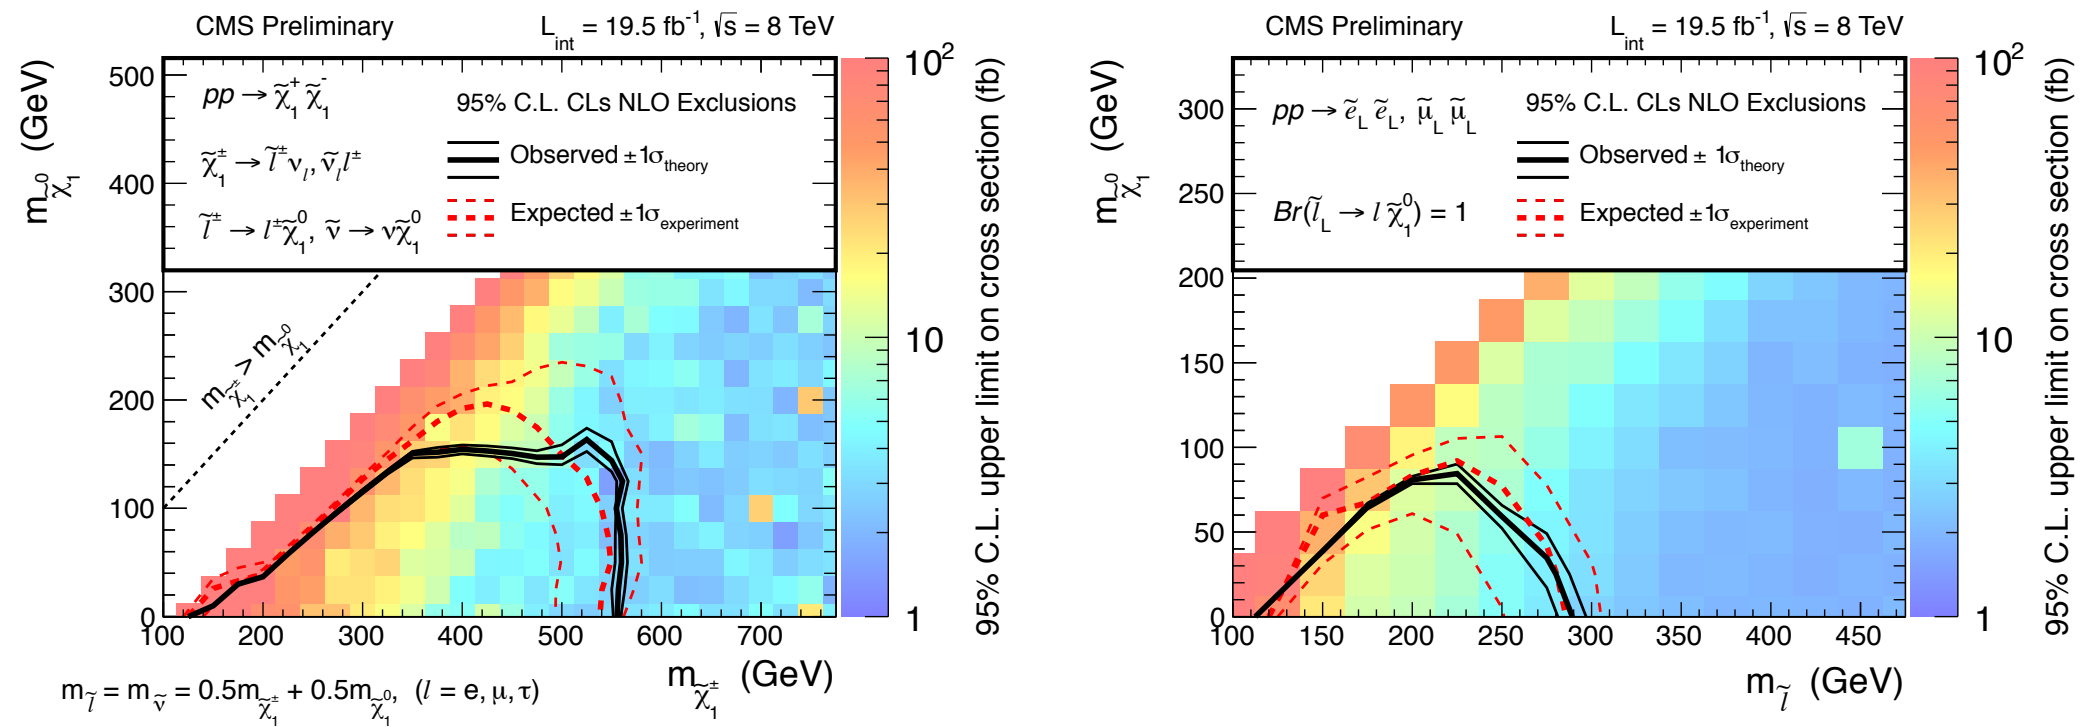 CMS Preliminary
L_int = 19.5 fb⁻¹, √s = 8 TeV
pp → χ̃₁⁺ χ̃₁⁻
χ̃₁± → l̃± ν_l, ν̃_l l±
l̃± → l± χ̃₁⁰, ν̃ → ν χ̃₁⁰
95% C.L. CLs NLO Exclusions
Observed ± 1σ_theory
Expected ± 1σ_experiment
m_χ̃₁± > m_χ̃₁⁰
m_χ̃₁⁰ (GeV)
500
400
300
200
100
0
100 200 300 400 500 600 700
m_χ̃₁± (GeV)
m_l̃ = m_ν̃ = 0.5m_χ̃₁± + 0.5m_χ̃₁⁰, (l = e, μ, τ)
10²
10
1
95% C.L. upper limit on cross section (fb)
CMS Preliminary
L_int = 19.5 fb⁻¹, √s = 8 TeV
pp → ẽ_L ẽ_L, μ̃_L μ̃_L
Br(l̃_L → l χ̃₁⁰) = 1
95% C.L. CLs NLO Exclusions
Observed ± 1σ_theory
Expected ± 1σ_experiment
m_χ̃₁⁰ (GeV)
300
250
200
150
100
50
0
100 150 200 250 300 350 400 450
m_l̃ (GeV)
10²
10
1
95% C.L. upper limit on cross section (fb)